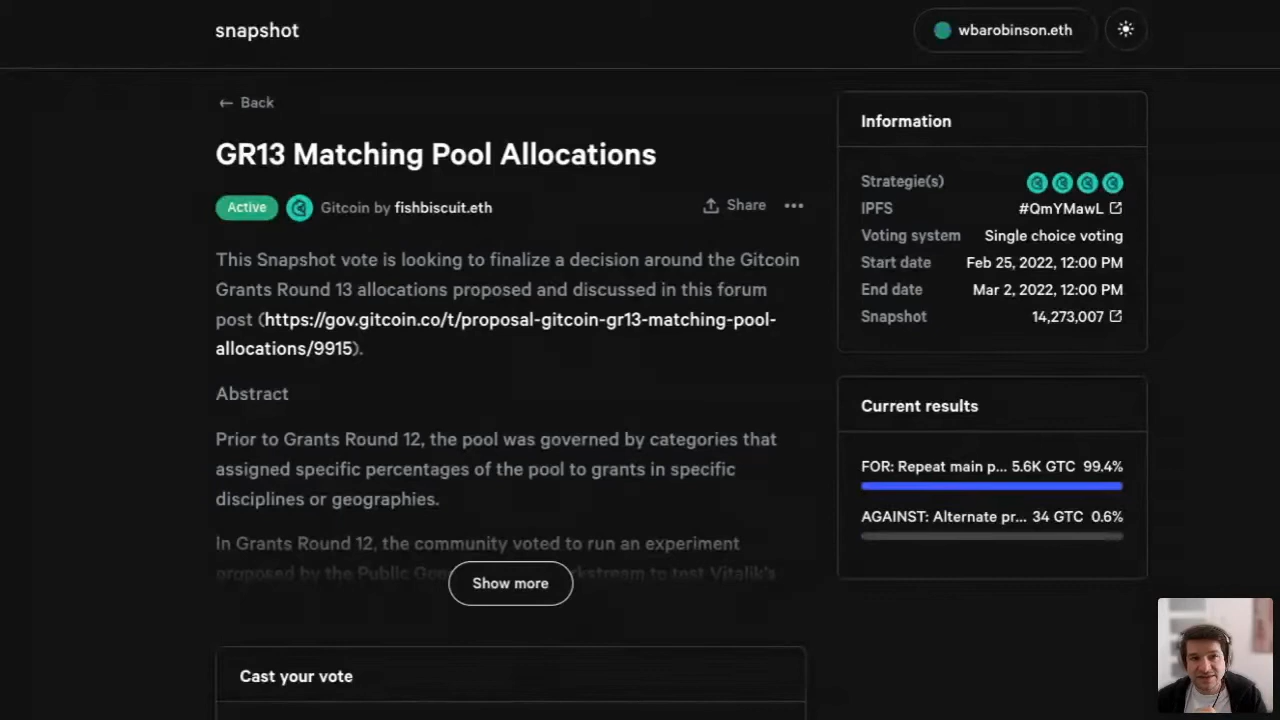 snapshot
wbarobinson.eth
← Back
GR13 Matching Pool Allocations
Active
Gitcoin by fishbiscuit.eth
Share
This Snapshot vote is looking to finalize a decision around the Gitcoin
Grants Round 13 allocations proposed and discussed in this forum
post (https://gov.gitcoin.co/t/proposal-gitcoin-gr13-matching-pool-
allocations/9915).
Abstract
Prior to Grants Round 12, the pool was governed by categories that
assigned specific percentages of the pool to grants in specific
disciplines or geographies.
In Grants Round 12, the community voted to run an experiment
proposed by the Public to test Vitalik's
Show more
Cast your vote
Information
Strategie(s)
IPFS #QmYMawL
Voting system Single choice voting
Start date Feb 25, 2022, 12:00 PM
End date Mar 2, 2022, 12:00 PM
Snapshot 14,273,007
Current results
FOR: Repeat main p... 5.6K GTC 99.4%
AGAINST: Alternate pr... 34 GTC 0.6%